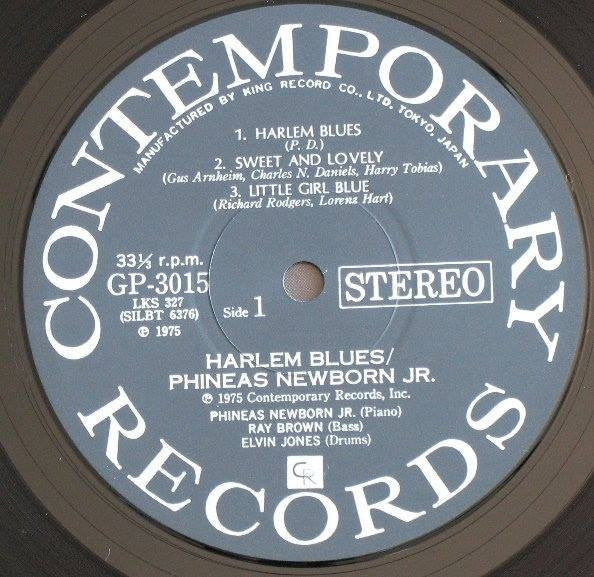 CONTEMPORARY
MANUFACTURED BY KING RECORD CO., LTD. TOKYO, JAPAN
1. HARLEM BLUES
(P. D.)
2. SWEET AND LOVELY
(Gus Arnheim, Charles N. Daniels, Harry Tobias)
3. LITTLE GIRL BLUE
(Richard Rodgers, Lorenz Hart)
33⅓ r.p.m.
GP-3015
LKS 327
(SILBT 6376)
℗ 1975
Side 1
STEREO
HARLEM BLUES/
PHINEAS NEWBORN JR.
℗ 1975 Contemporary Records, Inc.
PHINEAS NEWBORN JR. (Piano)
RAY BROWN (Bass)
ELVIN JONES (Drums)
CR
RECORDS